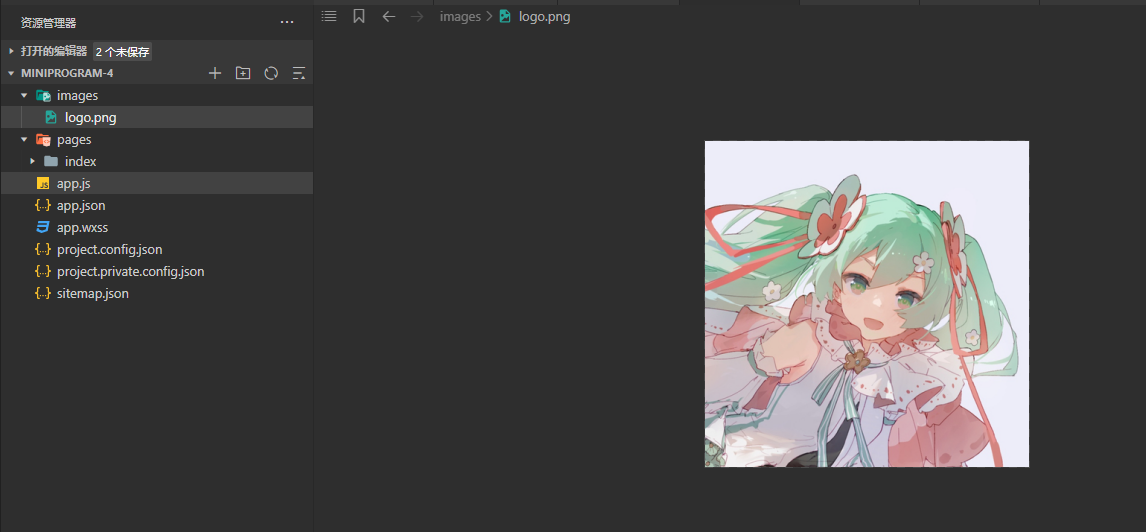 资源管理器
images
logo.png
打开的编辑器 2 个未保存
MINIPROGRAM-4
images
logo.png
pages
index
JS app.js
{..} app.json
app.wxss
{..} project.config.json
{..} project.private.config.json
{..} sitemap.json